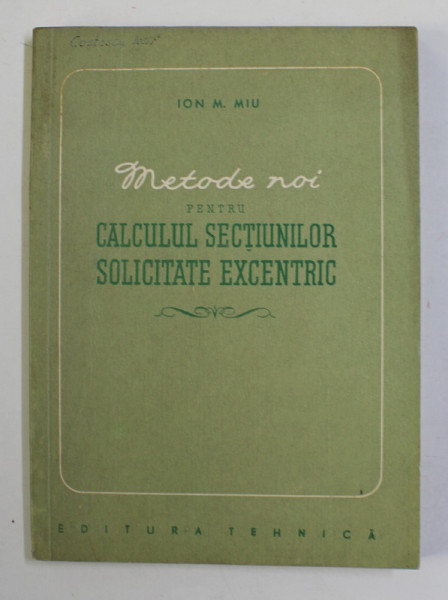 ION M. MIU
Metode noi
PENTRU
CALCULUL SECȚIUNILOR
SOLICITATE EXCENTRIC
EDITURA TEHNICĂ